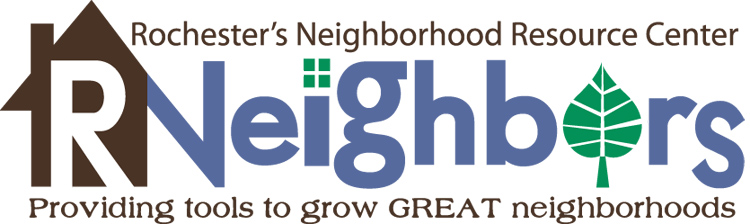 Rochester's Neighborhood Resource Center
RNeighbors
Providing tools to grow GREAT neighborhoods